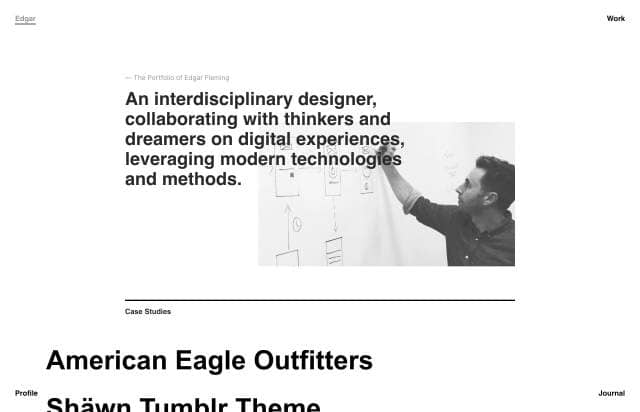 Edgar
Work
— The Portfolio of Edgar Fleming
An interdisciplinary designer,
collaborating with thinkers and
dreamers on digital experiences,
leveraging modern technologies
and methods.
Case Studies
American Eagle Outfitters
Profile
Journal
Shäwn Tumblr Theme